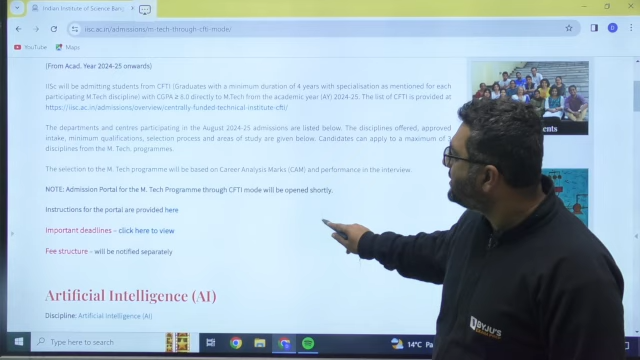 Indian Institute of Science Bang
iisc.ac.in/admissions/m-tech-through-cfti-mode/
YouTube
Maps
(From Acad. Year 2024-25 onwards)
IISc will be admitting students from CFTI (Graduates with a minimum duration of 4 years with specialisation as mentioned for each
participating M Tech discipline) with CGPA ≥ 8.0 directly to M.Tech from the academic year (AY) 2024-25. The list of CFTI is provided at
https://iisc.ac.in/admissions/overview/centrally-funded-technical-institute-cfti/
The departments and centres participating in the August 2024-25 admissions are listed below. The disciplines offered, approved
intake, minimum qualifications, selection process and areas of study are given below. Candidates can apply to a maximum of 3
disciplines from the M. Tech. programmes.
The selection to the M. Tech programme will be based on Career Analysis Marks (CAM) and performance in the interview.
NOTE: Admission Portal for the M. Tech Programme through CFTI mode will be opened shortly.
Instructions for the portal are provided here
Important deadlines – click here to view
Fee structure – will be notified separately
Artificial Intelligence (AI)
Discipline: Artificial Intelligence (AI)
BYJU'S
Type here to search
14°C